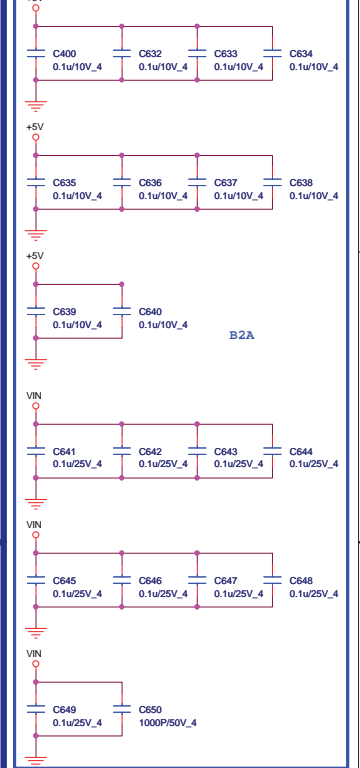 C400 C632 C633 C634
0.1u/10V_4 0.1u/10V_4 0.1u/10V_4 0.1u/10V_4
+5V
C635 C636 C637 C638
0.1u/10V_4 0.1u/10V_4 0.1u/10V_4 0.1u/10V_4
+5V
C639 C640
0.1u/10V_4 0.1u/10V_4
B2A
VIN
C641 C642 C643 C644
0.1u/25V_4 0.1u/25V_4 0.1u/25V_4 0.1u/25V_4
VIN
C645 C646 C647 C648
0.1u/25V_4 0.1u/25V_4 0.1u/25V_4 0.1u/25V_4
VIN
C649 C650
0.1u/25V_4 1000P/50V_4